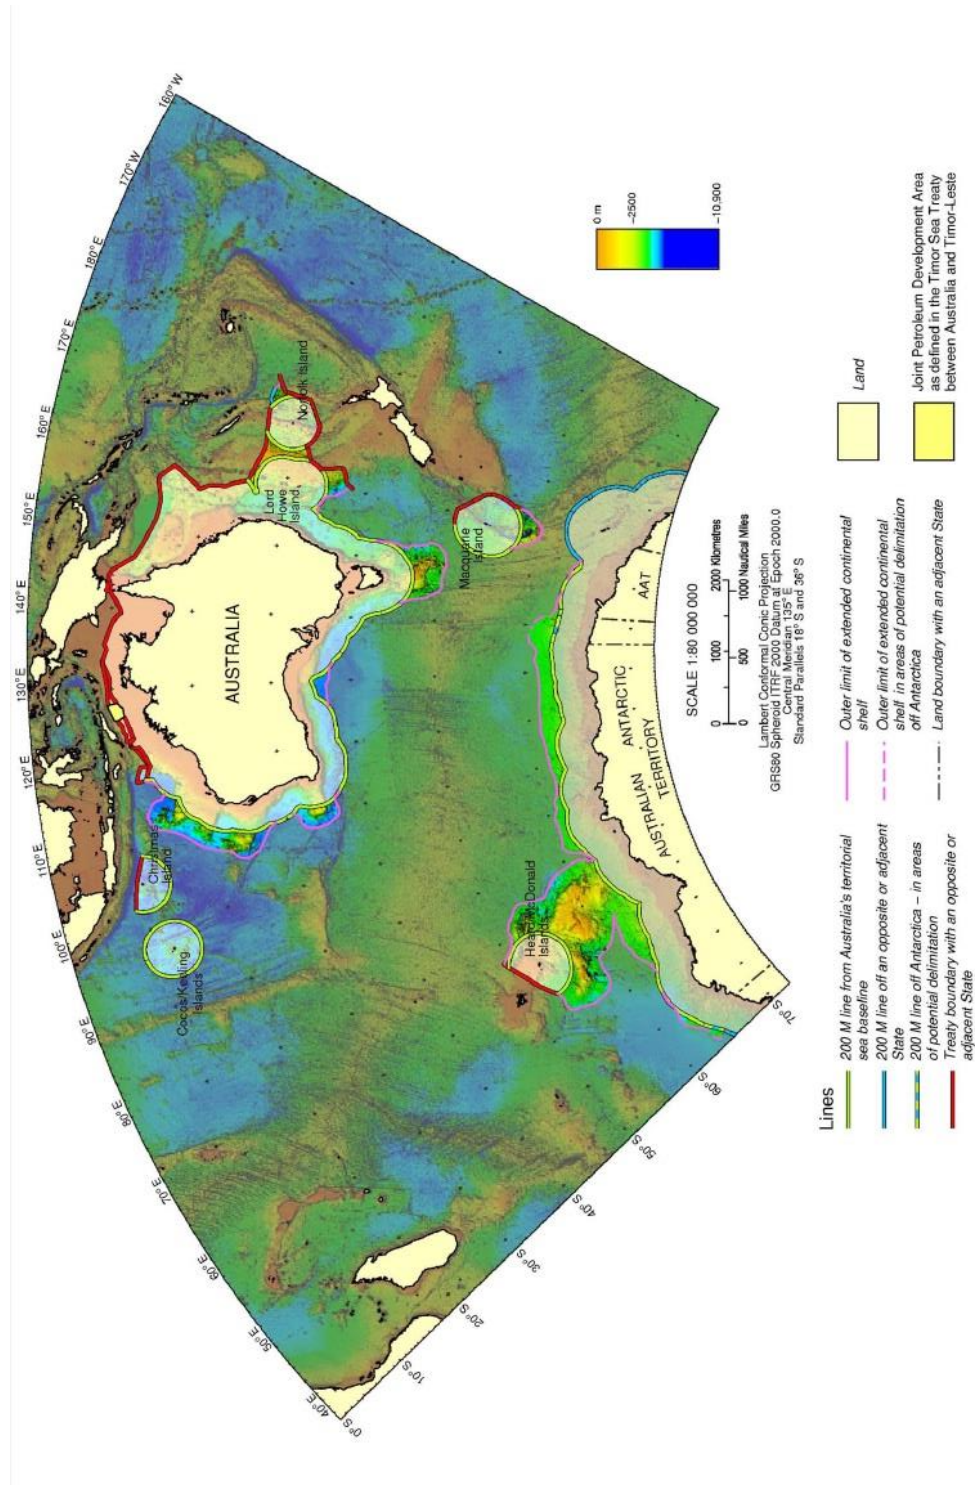 160° W
170° W
180° E
170° E
160° E
150° E
140° E
130° E
120° E
110° E
100° E
90° E
80° E
70° E
60° E
50° E
40° E
0° S
10° S
20° S
30° S
40° S
50° S
60° S
70° S
AUSTRALIA
Norfolk Island
Lord
Howe
Island
Macquarie
Island
Christmas
Island
Cocos/Keeling
Islands
Heard/McDonald
Islands
AUSTRALIAN ANTARCTIC
TERRITORY
AAT
0 m
−2500
−10,900
SCALE 1:80 000 000
0 1000 2000 Kilometres
0 500 1000 Nautical Miles
Lambert Conformal Conic Projection
GRS80 Spheroid ITRF 2000 Datum at Epoch 2000.0
Central Meridian 135° E
Standard Parallels 18° S and 36° S
Lines
200 M line from Australia's territorial
sea baseline
200 M line off an opposite or adjacent
State
200 M line off Antarctica – in areas
of potential delimitation
Treaty boundary with an opposite or
adjacent State
Outer limit of extended continental
shelf
Outer limit of extended continental
shelf in areas of potential delimitation
off Antarctica
Land boundary with an adjacent State
Land
Joint Petroleum Development Area
as defined in the Timor Sea Treaty
between Australia and Timor-Leste